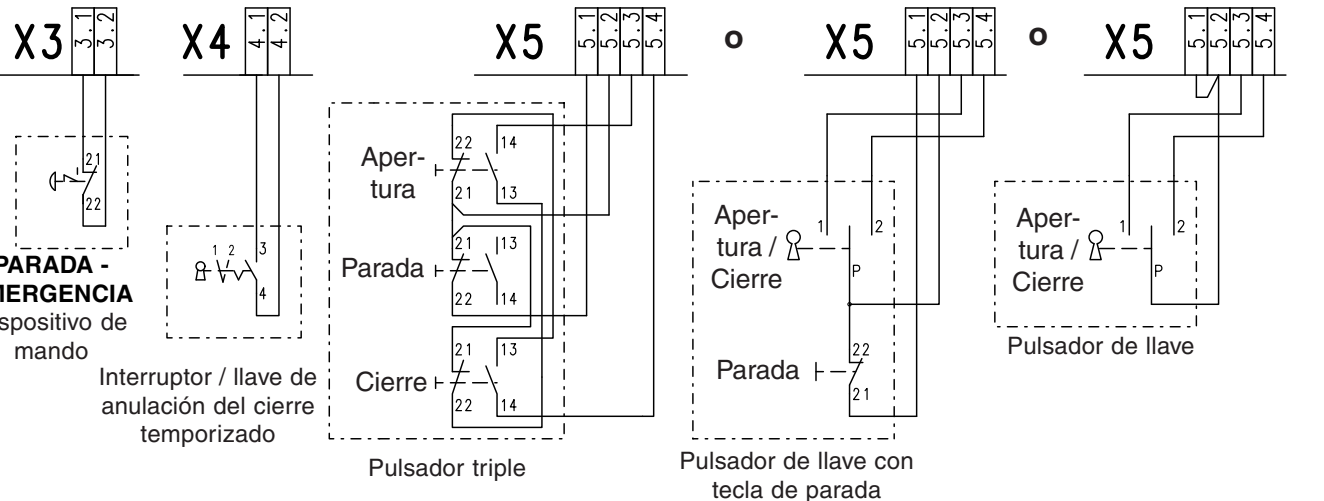 X3 3.1 3.2
X4 4.1 4.2
X5 5.1 5.2 5.3 5.4
o
X5 5.1 5.2 5.3 5.4
o
X5 5.1 5.2 5.3 5.4
21
22
PARADA -
MERGENCIA
spositivo de
mando
1 2 3
4
Interruptor / llave de
anulación del cierre
temporizado
Aper-
tura
22 14
21 13
Parada
21 13
22 14
Cierre
21 13
22 14
Pulsador triple
Aper-
tura /
Cierre
1 2
P
Parada
22
21
Pulsador de llave con
tecla de parada
Aper-
tura /
Cierre
1 2
P
Pulsador de llave